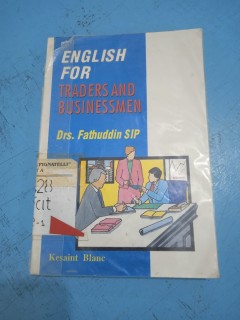 ENGLISH
FOR
TRADERS AND
BUSINESSMEN
Drs. Fathuddin SIP
Kesaint Blanc